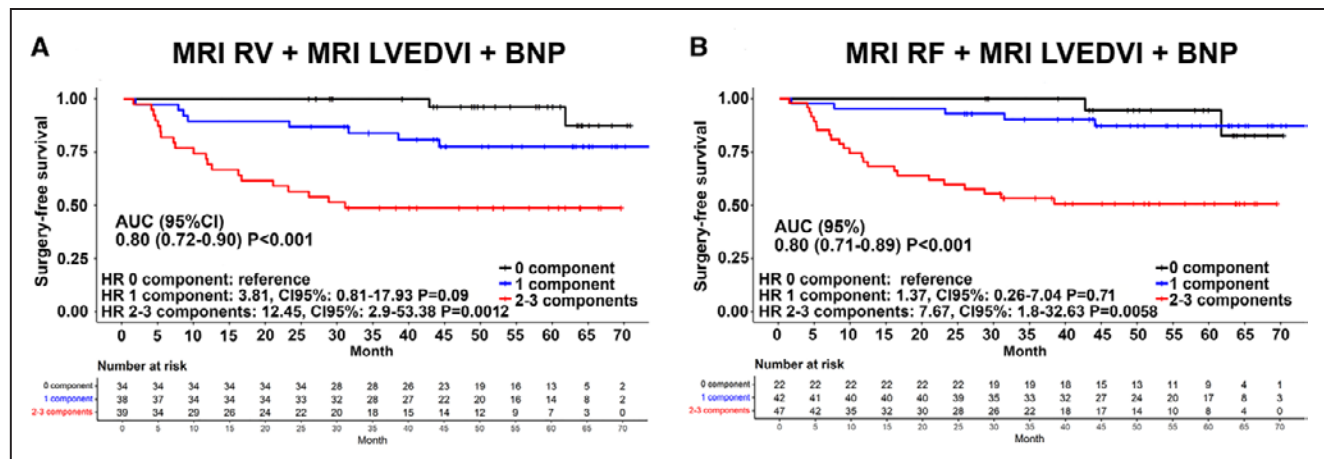 A
MRI RV + MRI LVEDVI + BNP
Surgery-free survival
1.00
0.75
0.50
0.25
0.00
AUC (95%CI)
0.80 (0.72-0.90) P<0.001
0 component
1 component
2-3 components
HR 0 component: reference
HR 1 component: 3.81, CI95%: 0.81-17.93 P=0.09
HR 2-3 components: 12.45, CI95%: 2.9-53.38 P=0.0012
0 5 10 15 20 25 30 35 40 45 50 55 60 65 70
Month
Number at risk
0 component 34 34 34 34 34 34 28 28 26 23 19 16 13 5 2
1 component 38 37 34 34 34 33 32 28 27 22 20 16 14 8 2
2-3 components 39 34 29 26 24 22 20 18 15 14 12 9 7 3 0
0 5 10 15 20 25 30 35 40 45 50 55 60 65 70
Month
B
MRI RF + MRI LVEDVI + BNP
Surgery-free survival
1.00
0.75
0.50
0.25
0.00
AUC (95%)
0.80 (0.71-0.89) P<0.001
0 component
1 component
2-3 components
HR 0 component: reference
HR 1 component: 1.37, CI95%: 0.26-7.04 P=0.71
HR 2-3 components: 7.67, CI95%: 1.8-32.63 P=0.0058
0 5 10 15 20 25 30 35 40 45 50 55 60 65 70
Month
Number at risk
0 component 22 22 22 22 22 22 19 19 18 15 13 11 9 4 1
1 component 42 41 40 40 40 39 35 33 32 27 24 20 17 8 3
2-3 components 47 42 35 32 30 28 26 22 18 17 14 10 8 4 0
0 5 10 15 20 25 30 35 40 45 50 55 60 65 70
Month